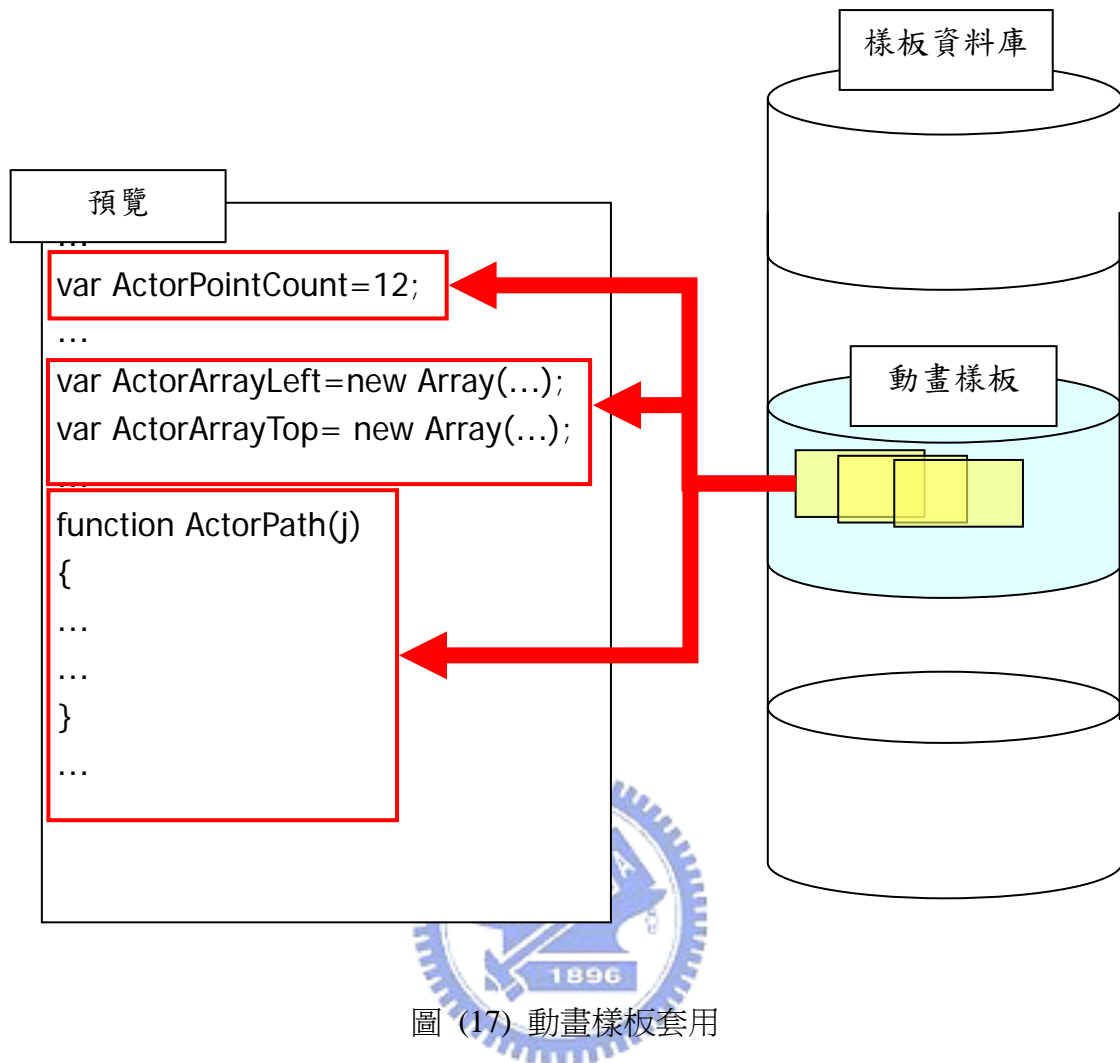 樣板資料庫
預覽
...
var ActorPointCount=12;
...
var ActorArrayLeft=new Array(...);
var ActorArrayTop= new Array(...);
...
function ActorPath(j)
{
...
...
}
...
動畫樣板
1896
圖 (17) 動畫樣板套用